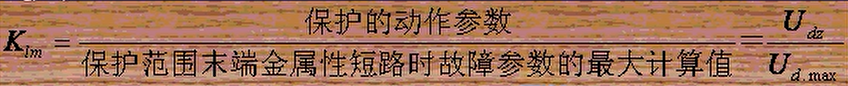 K_lm = 保护的动作参数 / 保护范围末端金属性短路时故障参数的最大计算值 = U_dz / U_d.max